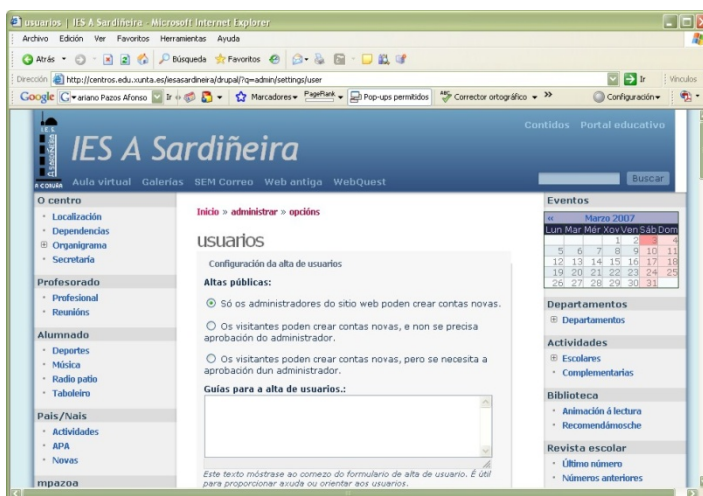 usuarios | IES A Sardiñeira - Microsoft Internet Explorer
Archivo Edición Ver Favoritos Herramientas Ayuda
Atrás Búsqueda Favoritos
Dirección http://centros.edu.xunta.es/iesasardineira/drupal/?q=admin/settings/user Ir Vínculos
Google ariano Pazos Afonso Ir Marcadores PageRank Pop-ups permitidos Corrector ortográfico » Configuración
Contidos Portal educativo
I.E.S
A SARDIÑEIRA
A CORUÑA
IES A Sardiñeira
Aula virtual Galerías SEM Correo Web antiga WebQuest Buscar
O centro
Localización
Dependencias
Organigrama
Secretaría
Profesorado
Profesional
Reunións
Alumnado
Deportes
Música
Radio patio
Taboleiro
Pais/Nais
Actividades
APA
Novas
mpazoa
Inicio » administrar » opcións
usuarios
Configuración da alta de usuarios
Altas públicas:
Só os administradores do sitio web poden crear contas novas.
Os visitantes poden crear contas novas, e non se precisa
aprobación do administrador.
Os visitantes poden crear contas novas, pero se necesita a
aprobación dun administrador.
Guías para a alta de usuarios.:
Este texto móstrase ao comezo do formulario de alta de usuario. É útil
para proporcionar axuda ou orientar aos usuarios.
Eventos
« Marzo 2007
Lun Mar Mér Xov Ven Sáb Dom
1 2 3 4
5 6 7 8 9 10 11
12 13 14 15 16 17 18
19 20 21 22 23 24 25
26 27 28 29 30 31
Departamentos
Departamentos
Actividades
Escolares
Complementarias
Biblioteca
Animación á lectura
Recomendámosche
Revista escolar
Último número
Números anteriores